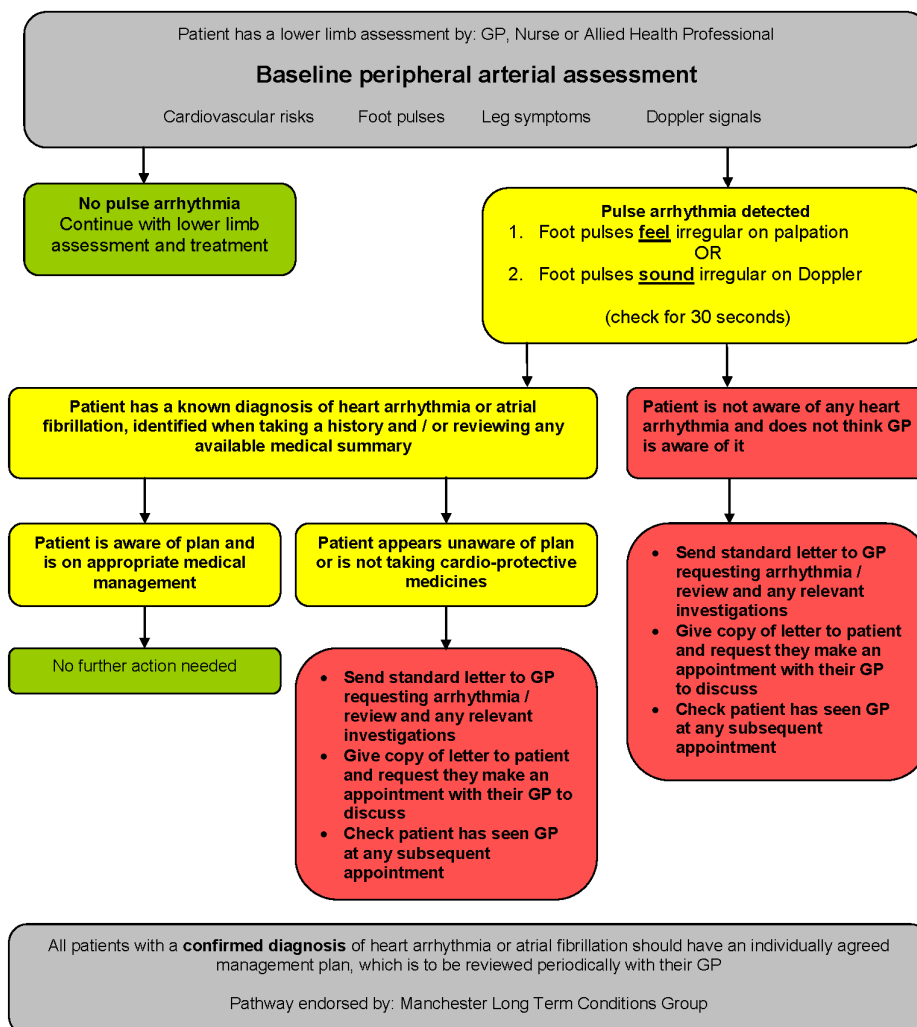 Patient has a lower limb assessment by: GP, Nurse or Allied Health Professional
Baseline peripheral arterial assessment
Cardiovascular risks Foot pulses Leg symptoms Doppler signals
No pulse arrhythmia
Continue with lower limb
assessment and treatment
Pulse arrhythmia detected
1. Foot pulses feel irregular on palpation
OR
2. Foot pulses sound irregular on Doppler
(check for 30 seconds)
Patient has a known diagnosis of heart arrhythmia or atrial
fibrillation, identified when taking a history and / or reviewing any
available medical summary
Patient is not aware of any heart
arrhythmia and does not think GP
is aware of it
Patient is aware of plan and
is on appropriate medical
management
Patient appears unaware of plan
or is not taking cardio-protective
medicines
• Send standard letter to GP
requesting arrhythmia /
review and any relevant
investigations
• Give copy of letter to patient
and request they make an
appointment with their GP
to discuss
• Check patient has seen GP
at any subsequent
appointment
No further action needed
• Send standard letter to GP
requesting arrhythmia /
review and any relevant
investigations
• Give copy of letter to patient
and request they make an
appointment with their GP to
discuss
• Check patient has seen GP
at any subsequent
appointment
All patients with a confirmed diagnosis of heart arrhythmia or atrial fibrillation should have an individually agreed
management plan, which is to be reviewed periodically with their GP
Pathway endorsed by: Manchester Long Term Conditions Group